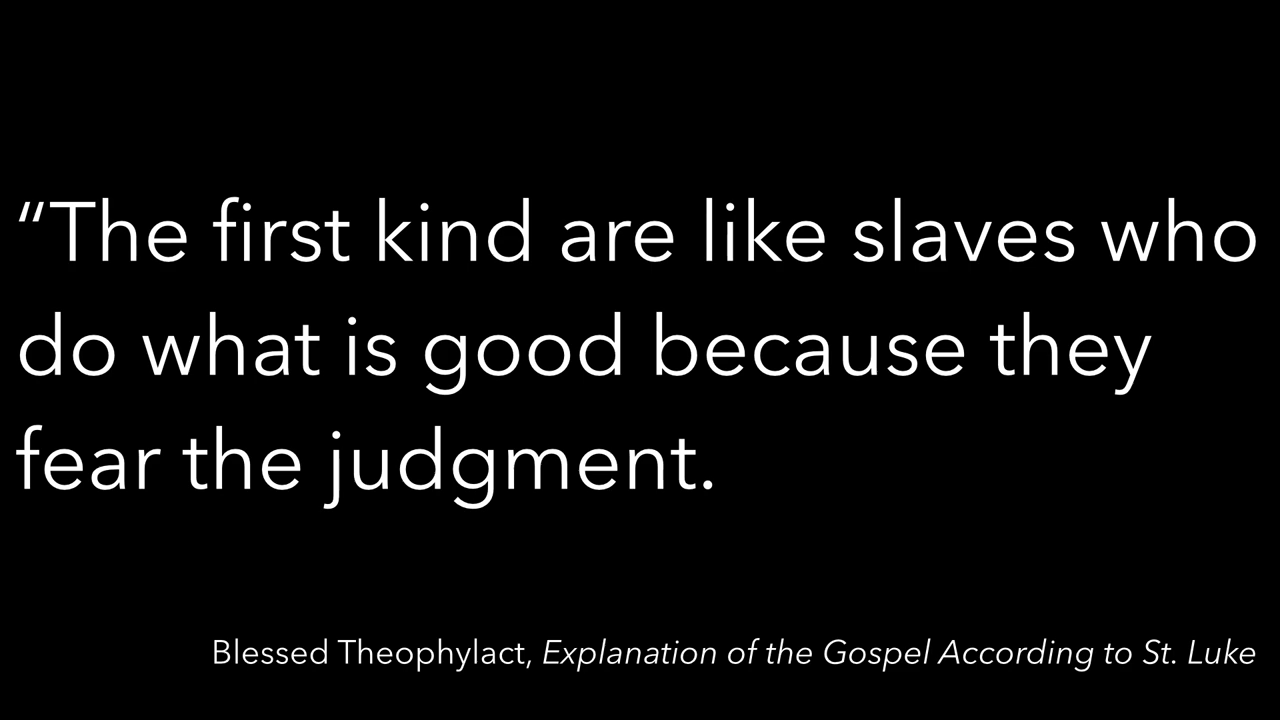 “The first kind are like slaves who
do what is good because they
fear the judgment.
Blessed Theophylact, Explanation of the Gospel According to St. Luke